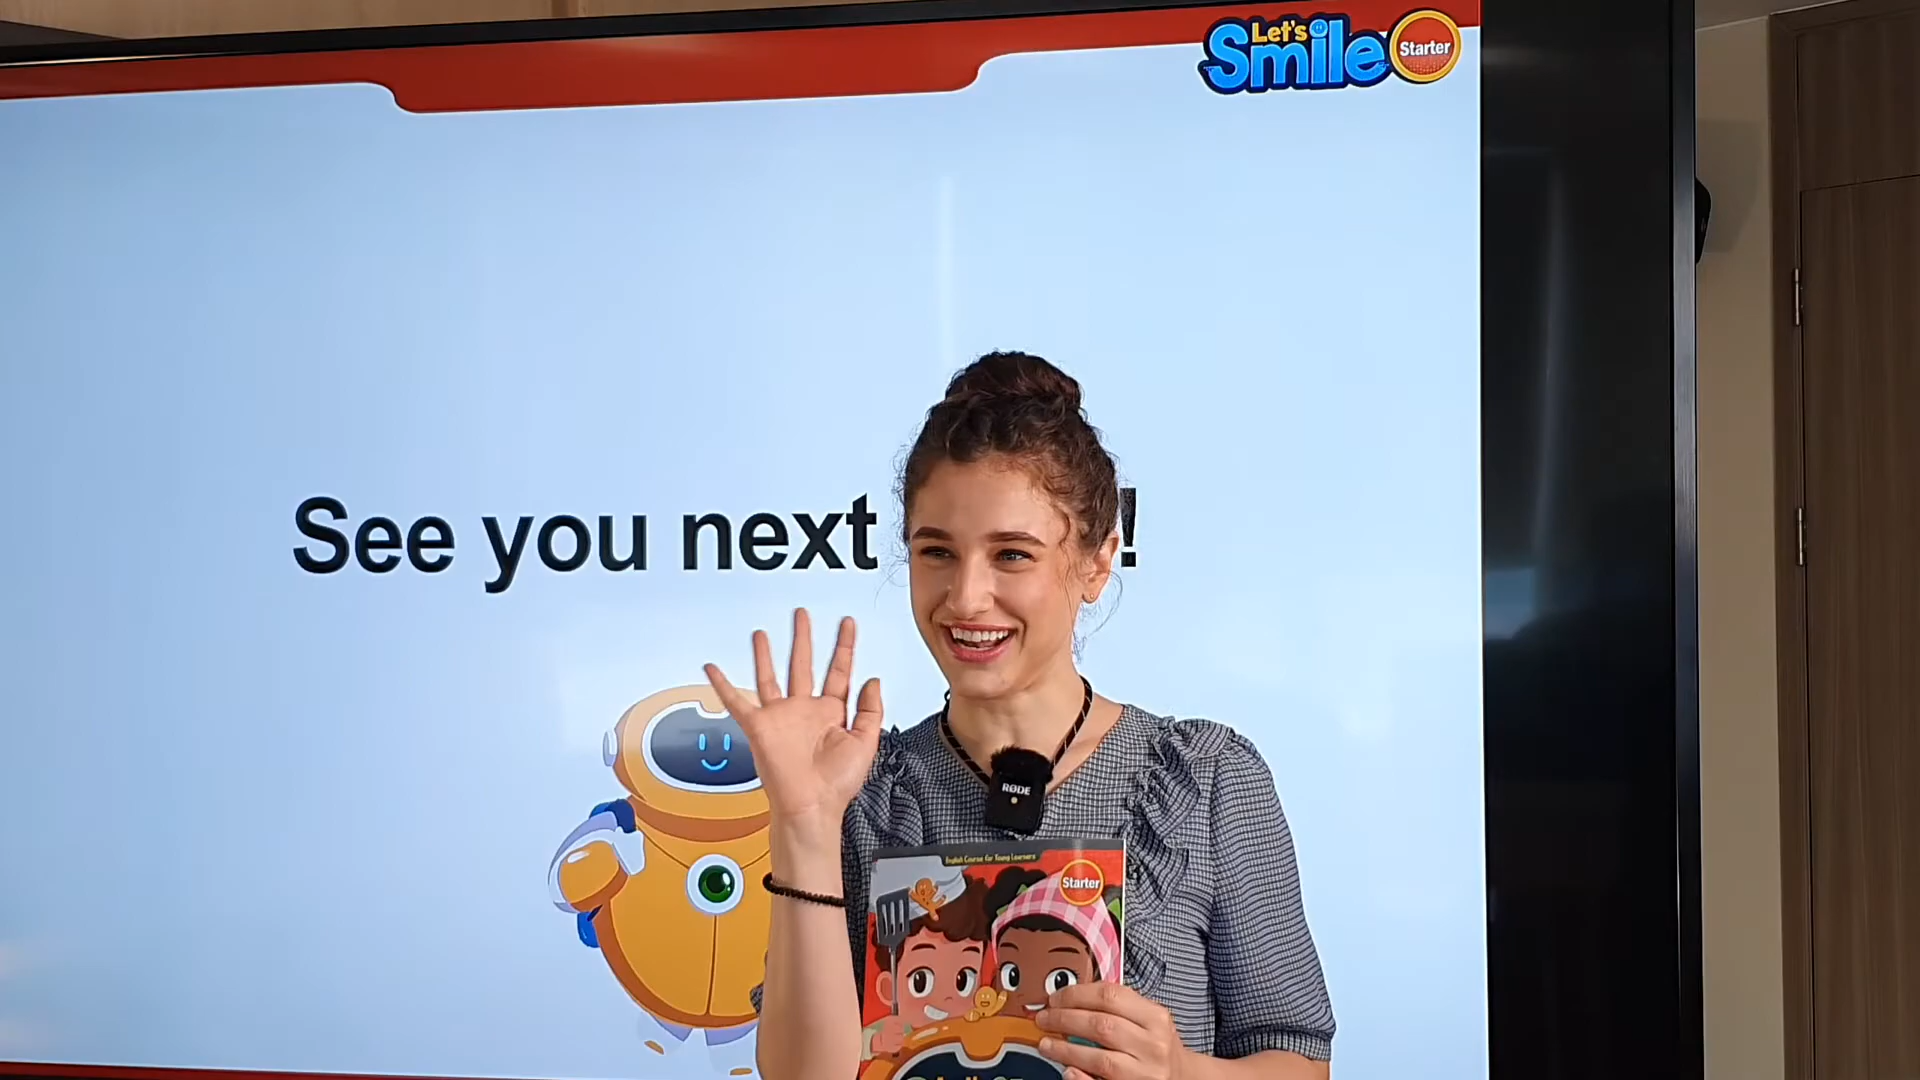 Let's
Smile
Starter
See you next !
RØDE
English Course for Young Learners
Starter